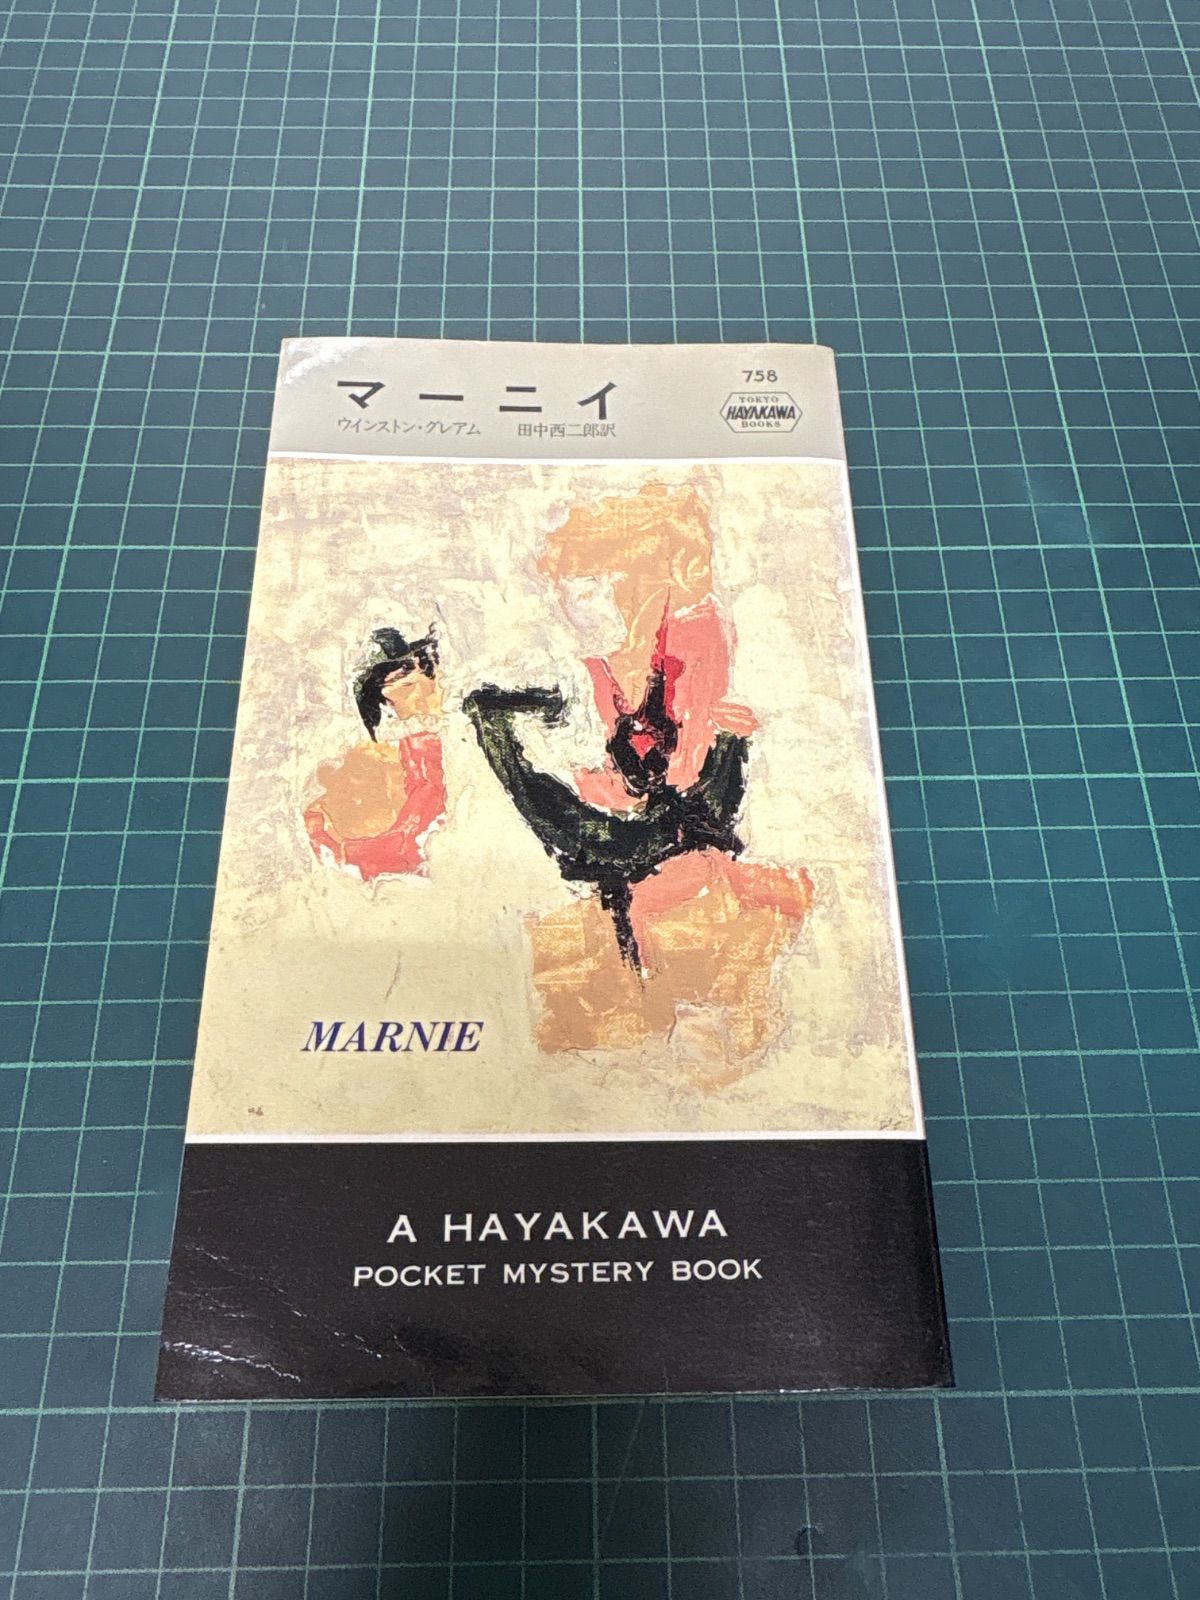 マーニイ
ウインストン・グレアム 田中西二郎訳
758
TOKYO
HAYAKAWA
BOOKS
MARNIE
A HAYAKAWA
POCKET MYSTERY BOOK